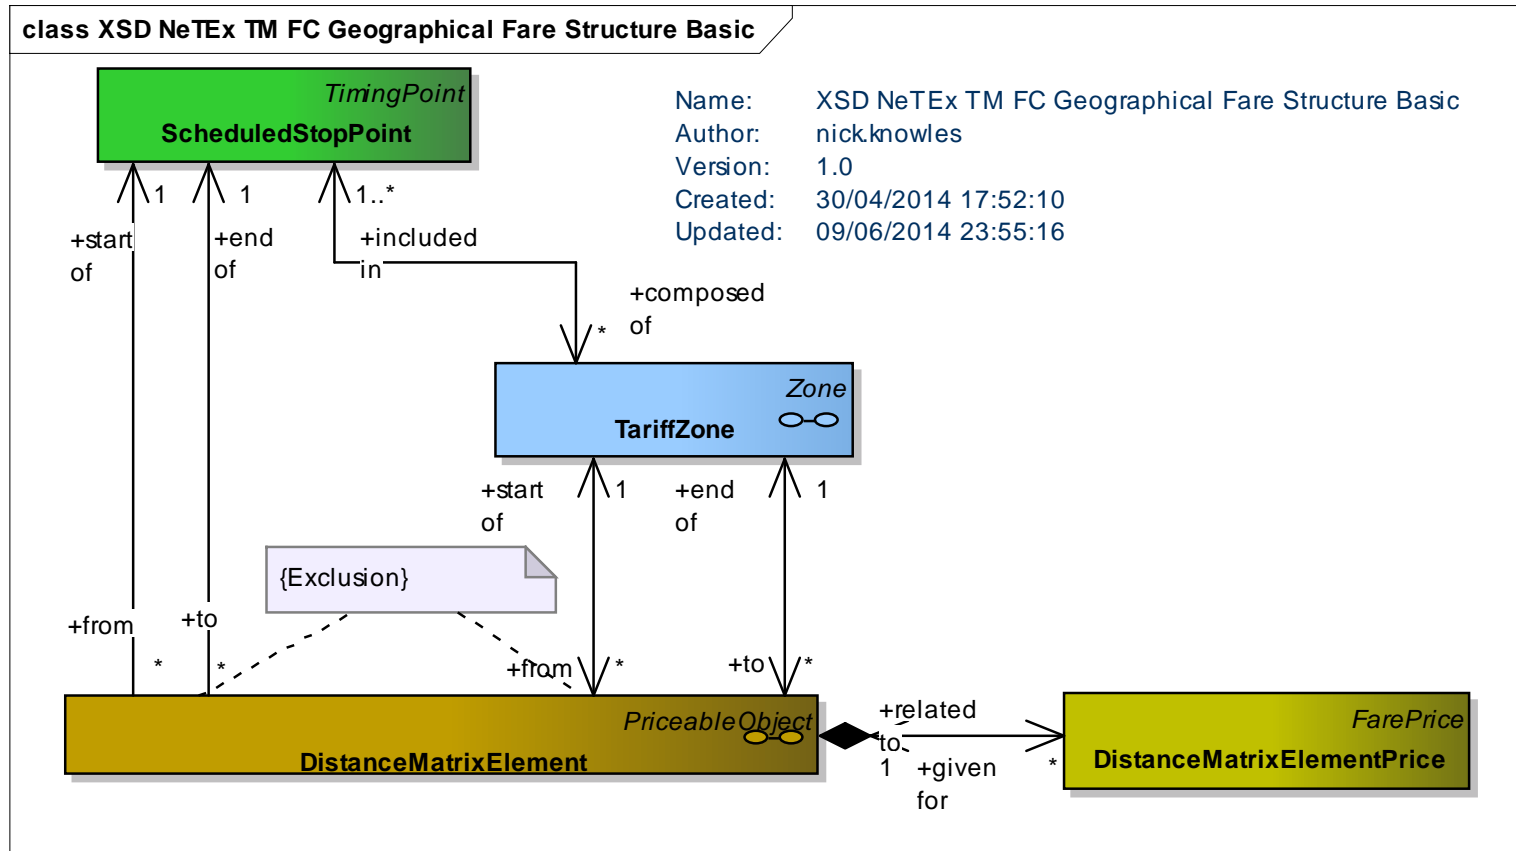 class XSD NeTEx TM FC Geographical Fare Structure Basic
TimingPoint
ScheduledStopPoint
Name: XSD NeTEx TM FC Geographical Fare Structure Basic
Author: nick.knowles
Version: 1.0
Created: 30/04/2014 17:52:10
Updated: 09/06/2014 23:55:16
1
1
1..*
+start
of
+end
of
+included
in
+composed
of
*
Zone
TariffZone
+start
of
1
+end
of
1
{Exclusion}
+from
*
+to
*
+from
*
+to
*
PriceableObject
DistanceMatrixElement
+related
to
1
+given
for
*
FarePrice
DistanceMatrixElementPrice